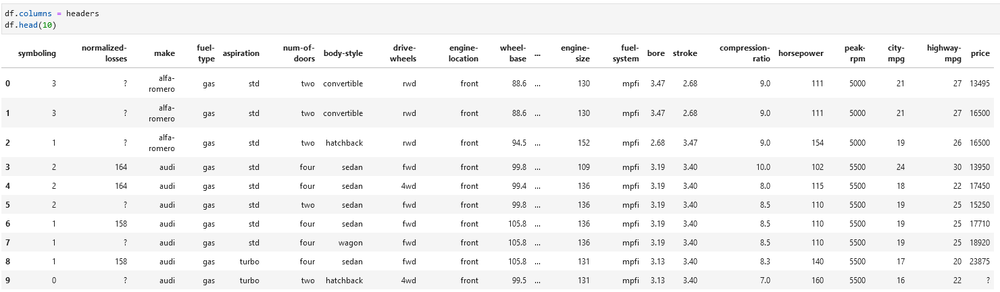 df.columns = headers
df.head(10)
symboling normalized-losses make fuel-type aspiration num-of-doors body-style drive-wheels engine-location wheel-base ... engine-size fuel-system bore stroke compression-ratio horsepower peak-rpm city-mpg highway-mpg price
0 3 ? alfa-romero gas std two convertible rwd front 88.6 ... 130 mpfi 3.47 2.68 9.0 111 5000 21 27 13495
1 3 ? alfa-romero gas std two convertible rwd front 88.6 ... 130 mpfi 3.47 2.68 9.0 111 5000 21 27 16500
2 1 ? alfa-romero gas std two hatchback rwd front 94.5 ... 152 mpfi 2.68 3.47 9.0 154 5000 19 26 16500
3 2 164 audi gas std four sedan fwd front 99.8 ... 109 mpfi 3.19 3.40 10.0 102 5500 24 30 13950
4 2 164 audi gas std four sedan 4wd front 99.4 ... 136 mpfi 3.19 3.40 8.0 115 5500 18 22 17450
5 2 ? audi gas std two sedan fwd front 99.8 ... 136 mpfi 3.19 3.40 8.5 110 5500 19 25 15250
6 1 158 audi gas std four sedan fwd front 105.8 ... 136 mpfi 3.19 3.40 8.5 110 5500 19 25 17710
7 1 ? audi gas std four wagon fwd front 105.8 ... 136 mpfi 3.19 3.40 8.5 110 5500 19 25 18920
8 1 158 audi gas turbo four sedan fwd front 105.8 ... 131 mpfi 3.13 3.40 8.3 140 5500 17 20 23875
9 0 ? audi gas turbo two hatchback 4wd front 99.5 ... 131 mpfi 3.13 3.40 7.0 160 5500 16 22 ?